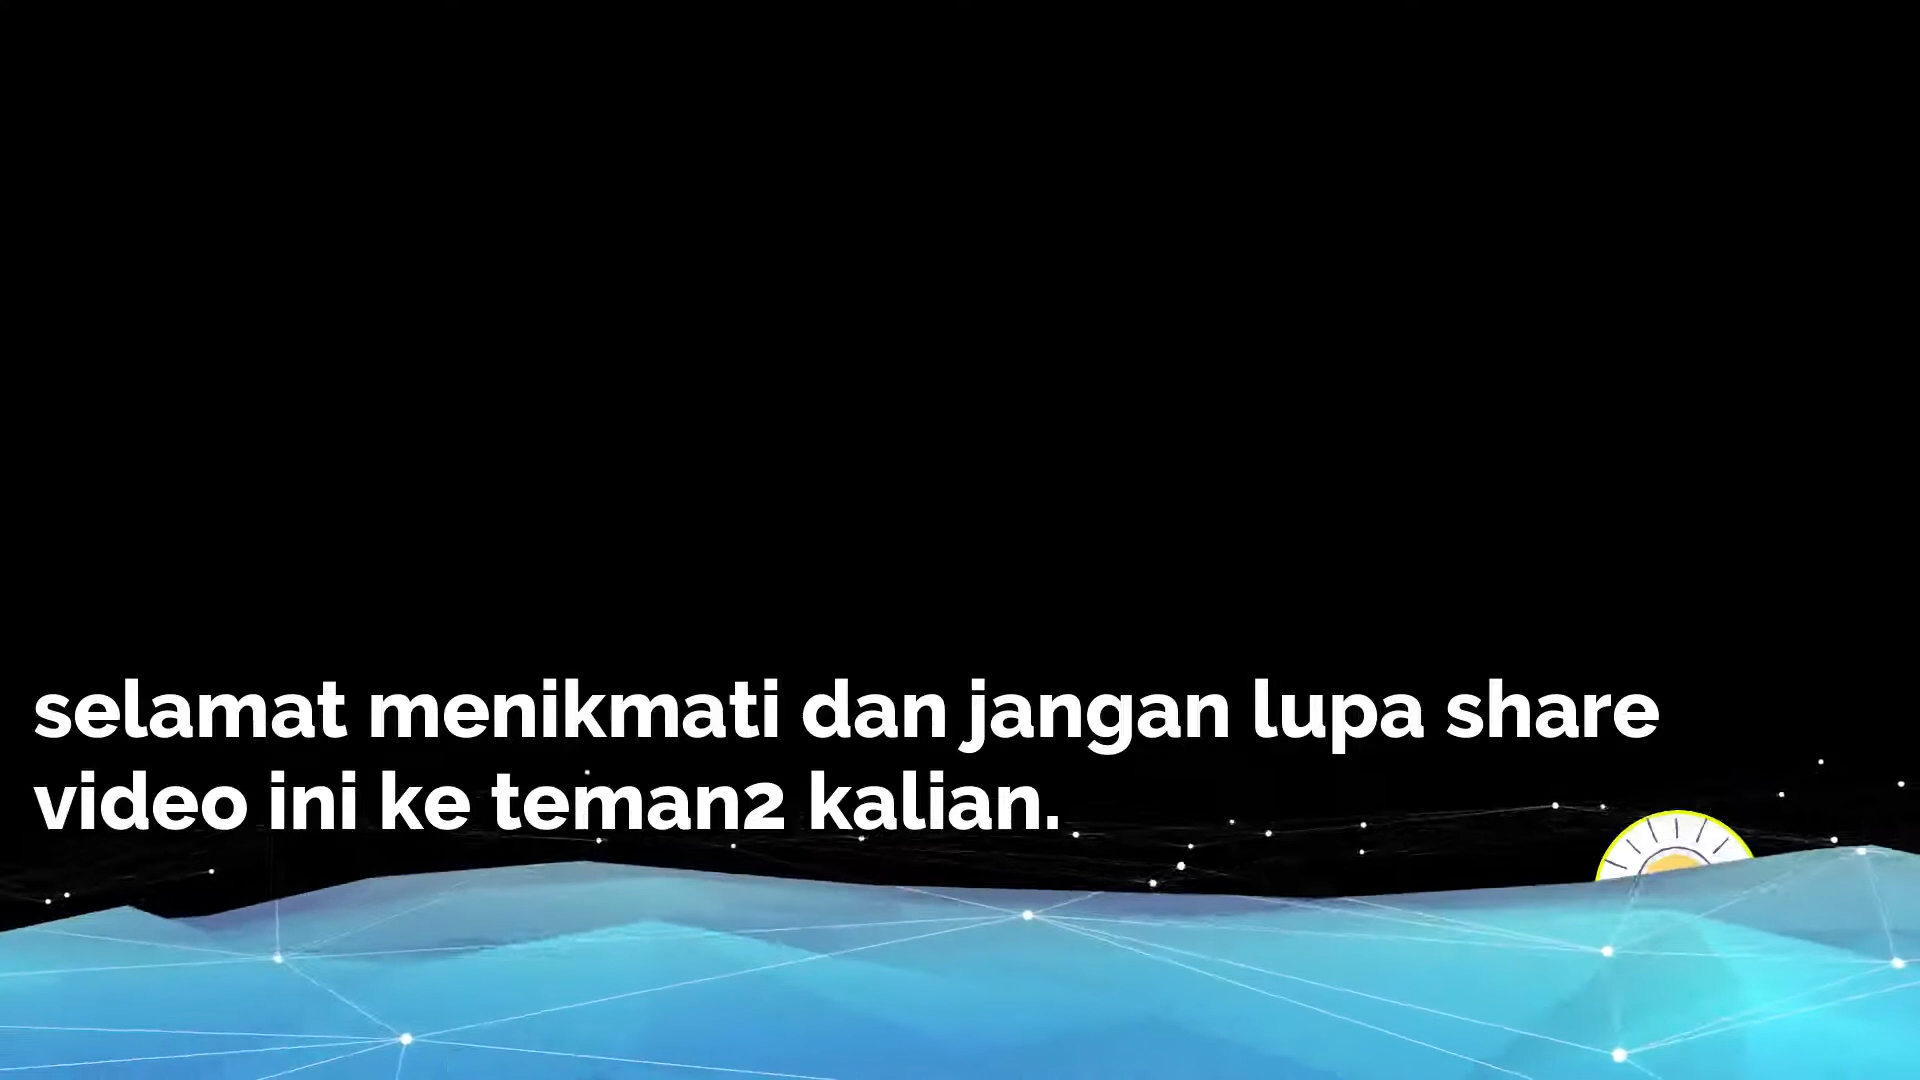 selamat menikmati dan jangan lupa share
video ini ke teman2 kalian.